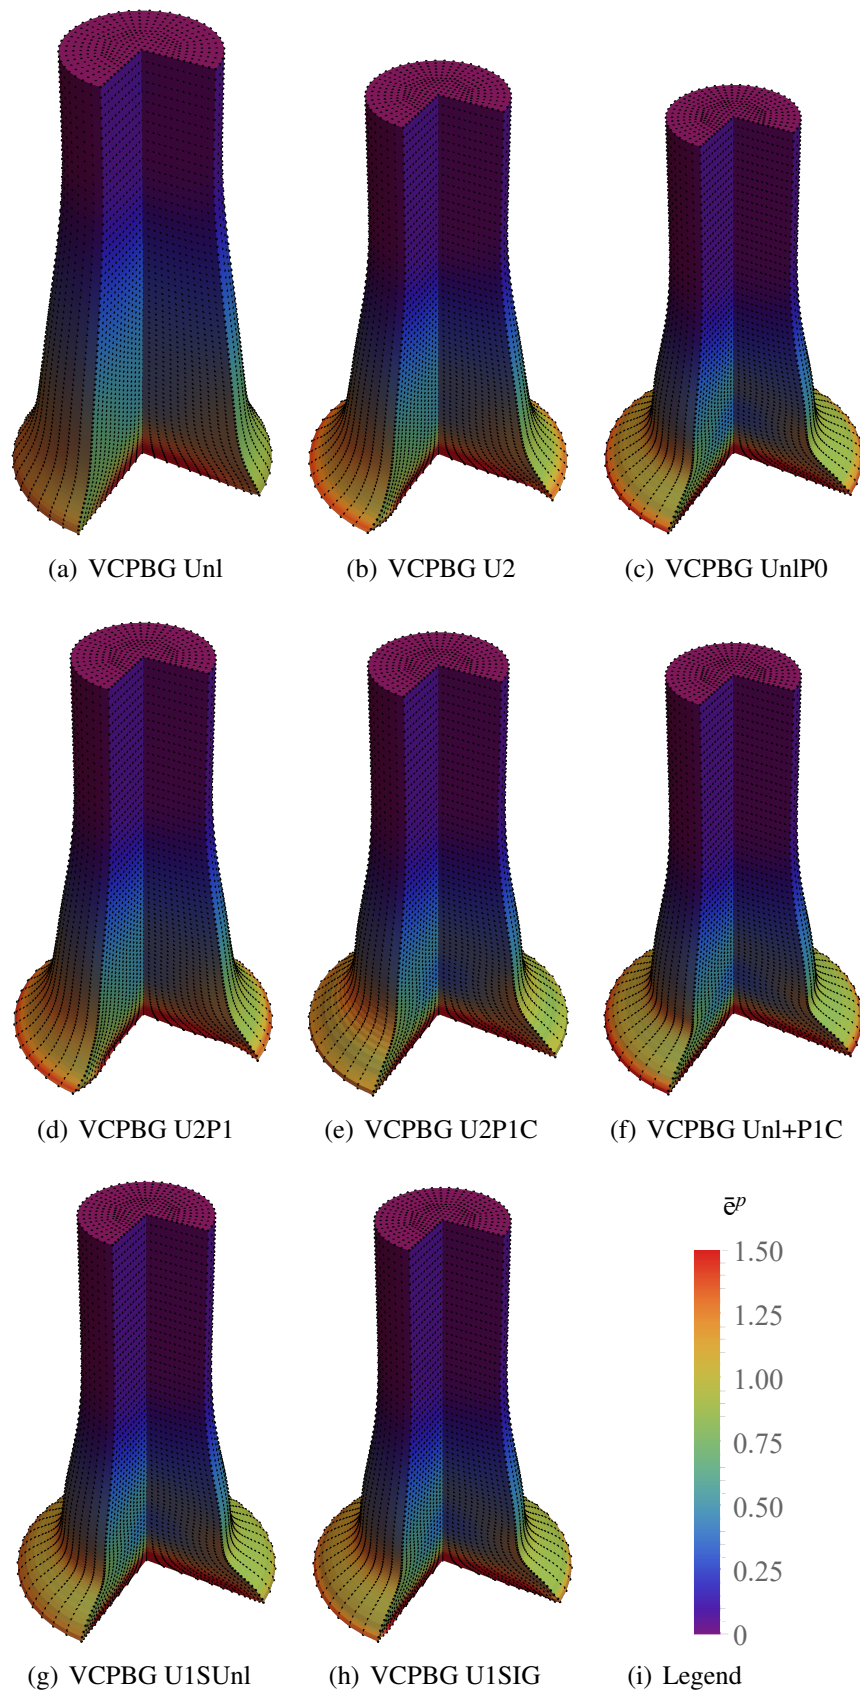 (a) VCPBG Unl
(b) VCPBG U2
(c) VCPBG UnlP0
(d) VCPBG U2P1
(e) VCPBG U2P1C
(f) VCPBG Unl+P1C
ē^p
1.50
1.25
1.00
0.75
0.50
0.25
0
(g) VCPBG U1SUnl
(h) VCPBG U1SIG
(i) Legend